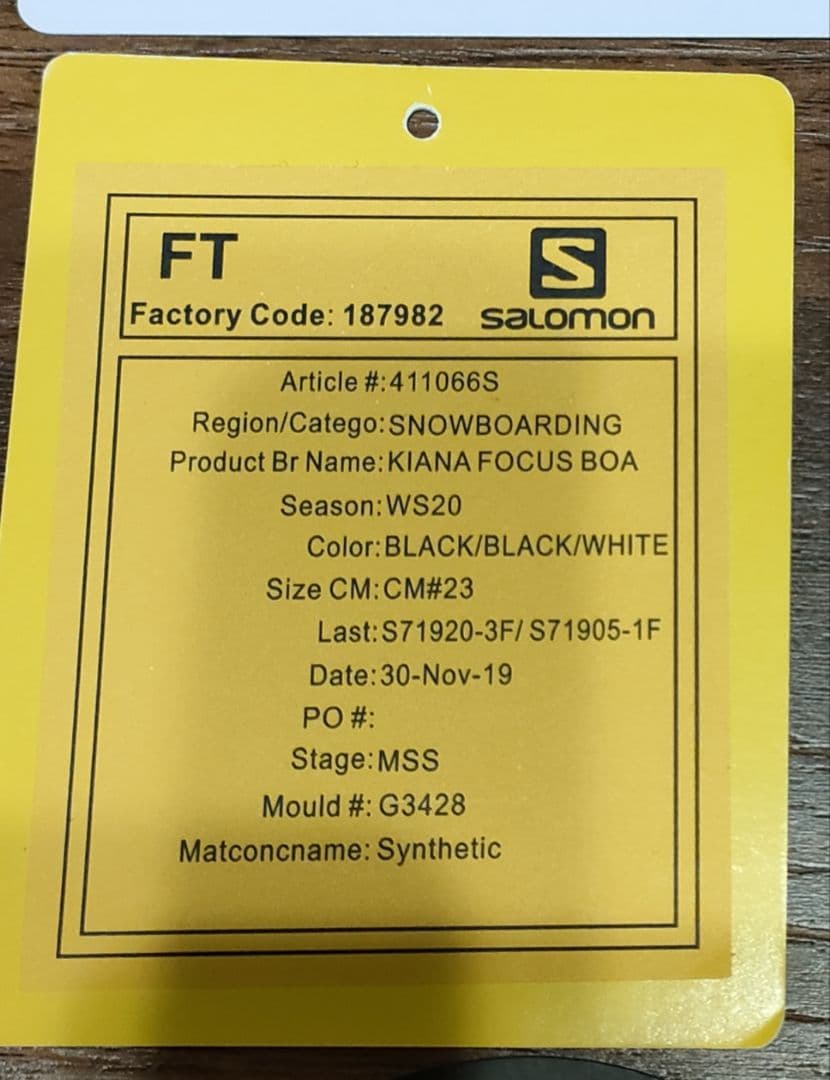 FT
S
Factory Code: 187982 salomon
Article #:411066S
Region/Catego:SNOWBOARDING
Product Br Name:KIANA FOCUS BOA
Season:WS20
Color:BLACK/BLACK/WHITE
Size CM:CM#23
Last:S71920-3F/ S71905-1F
Date:30-Nov-19
PO #:
Stage:MSS
Mould #: G3428
Matconcname: Synthetic